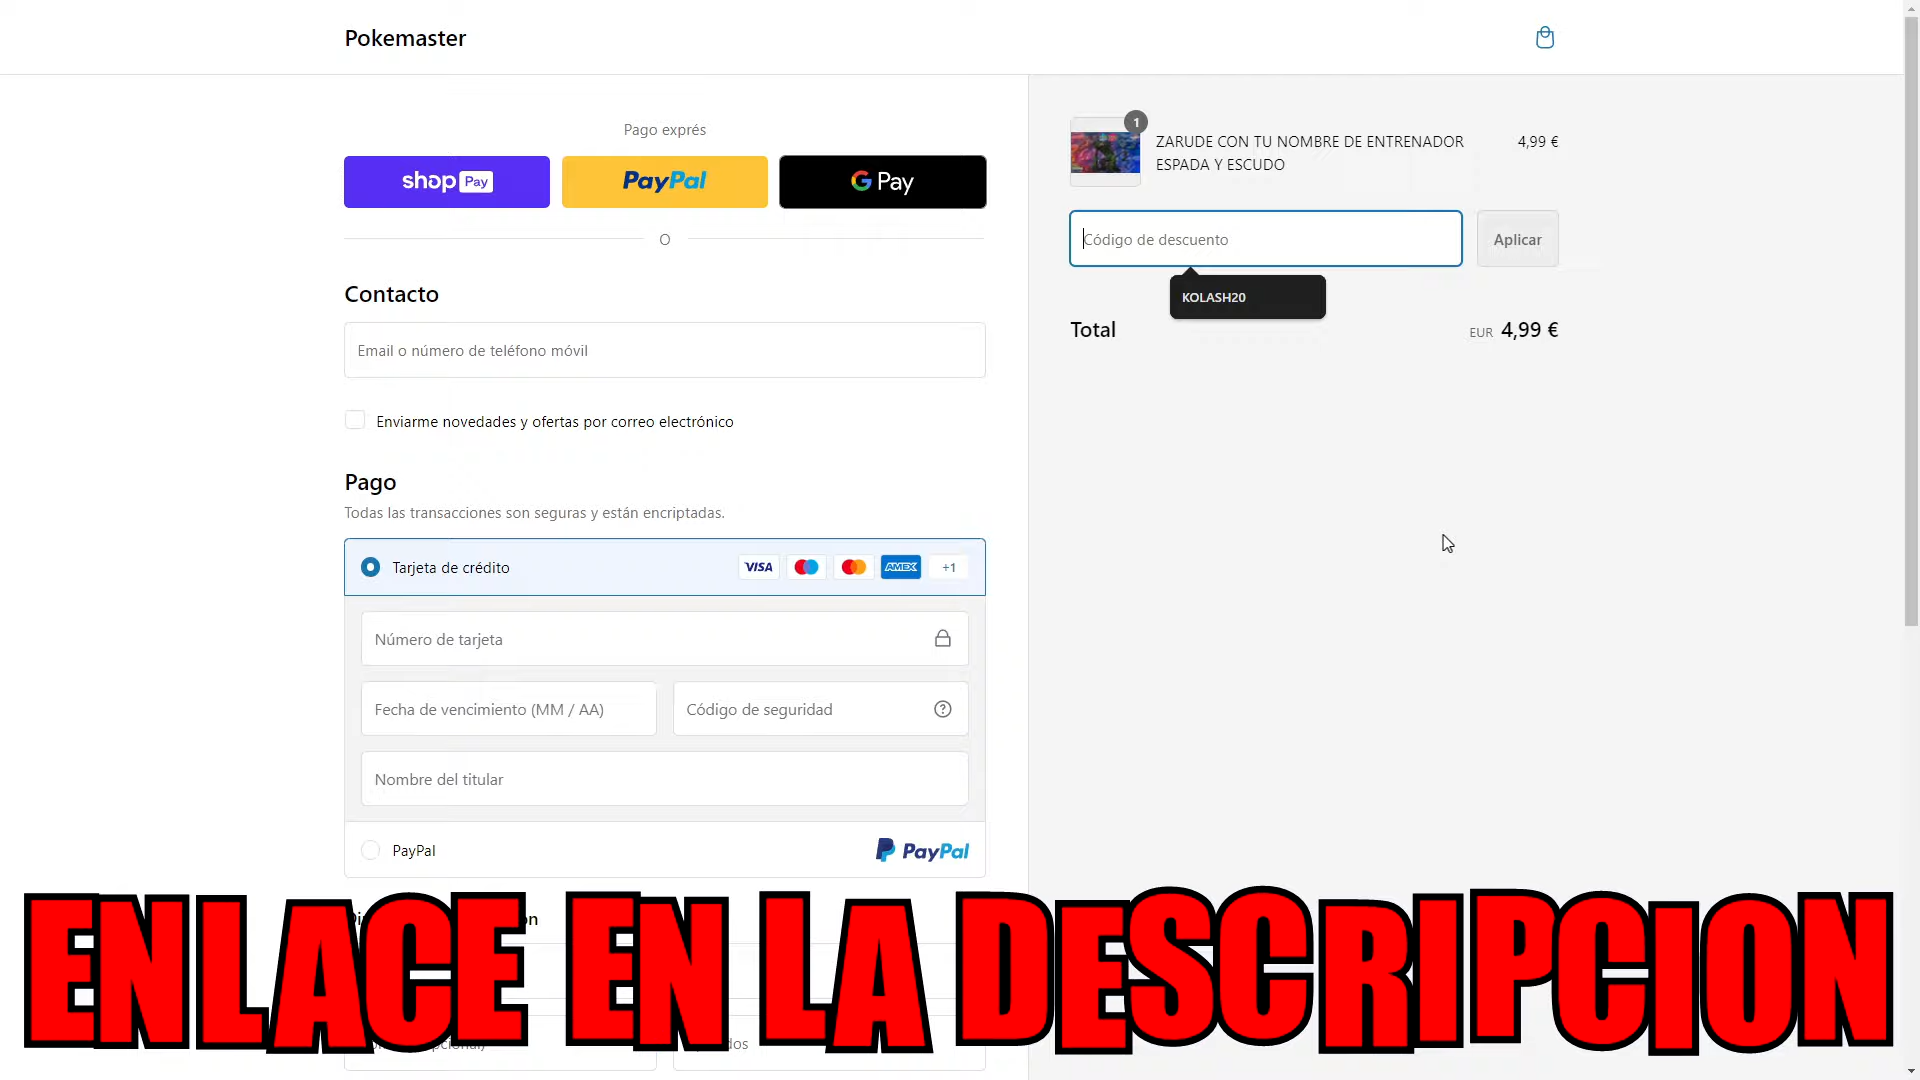 Pokemaster
Pago exprés
shop Pay
PayPal
G Pay
O
Contacto
Email o número de teléfono móvil
Enviarme novedades y ofertas por correo electrónico
Pago
Todas las transacciones son seguras y están encriptadas.
Tarjeta de crédito
VISA
AMEX
+1
Número de tarjeta
Fecha de vencimiento (MM / AA)
Código de seguridad
Nombre del titular
PayPal
PayPal
1
ZARUDE CON TU NOMBRE DE ENTRENADOR
ESPADA Y ESCUDO
4,99 €
Código de descuento
Aplicar
KOLASH20
Total
EUR 4,99 €
ENLACE EN LA DESCRIPCION